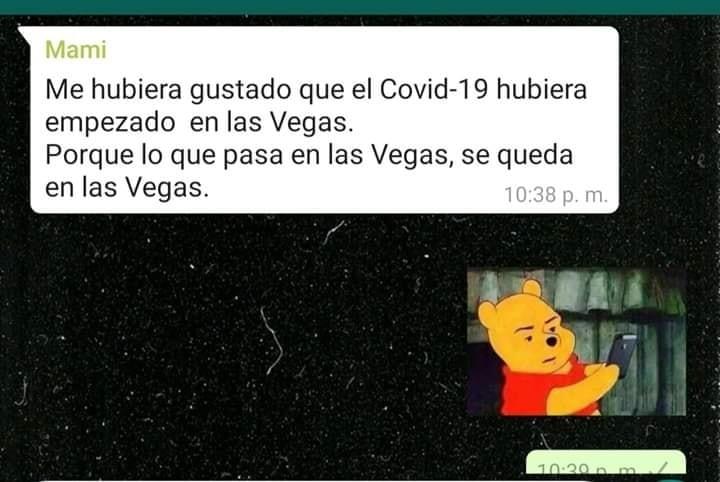 Mami
Me hubiera gustado que el Covid-19 hubiera
empezado en las Vegas.
Porque lo que pasa en las Vegas, se queda
en las Vegas.
10:38 p. m.
10:39 p. m.